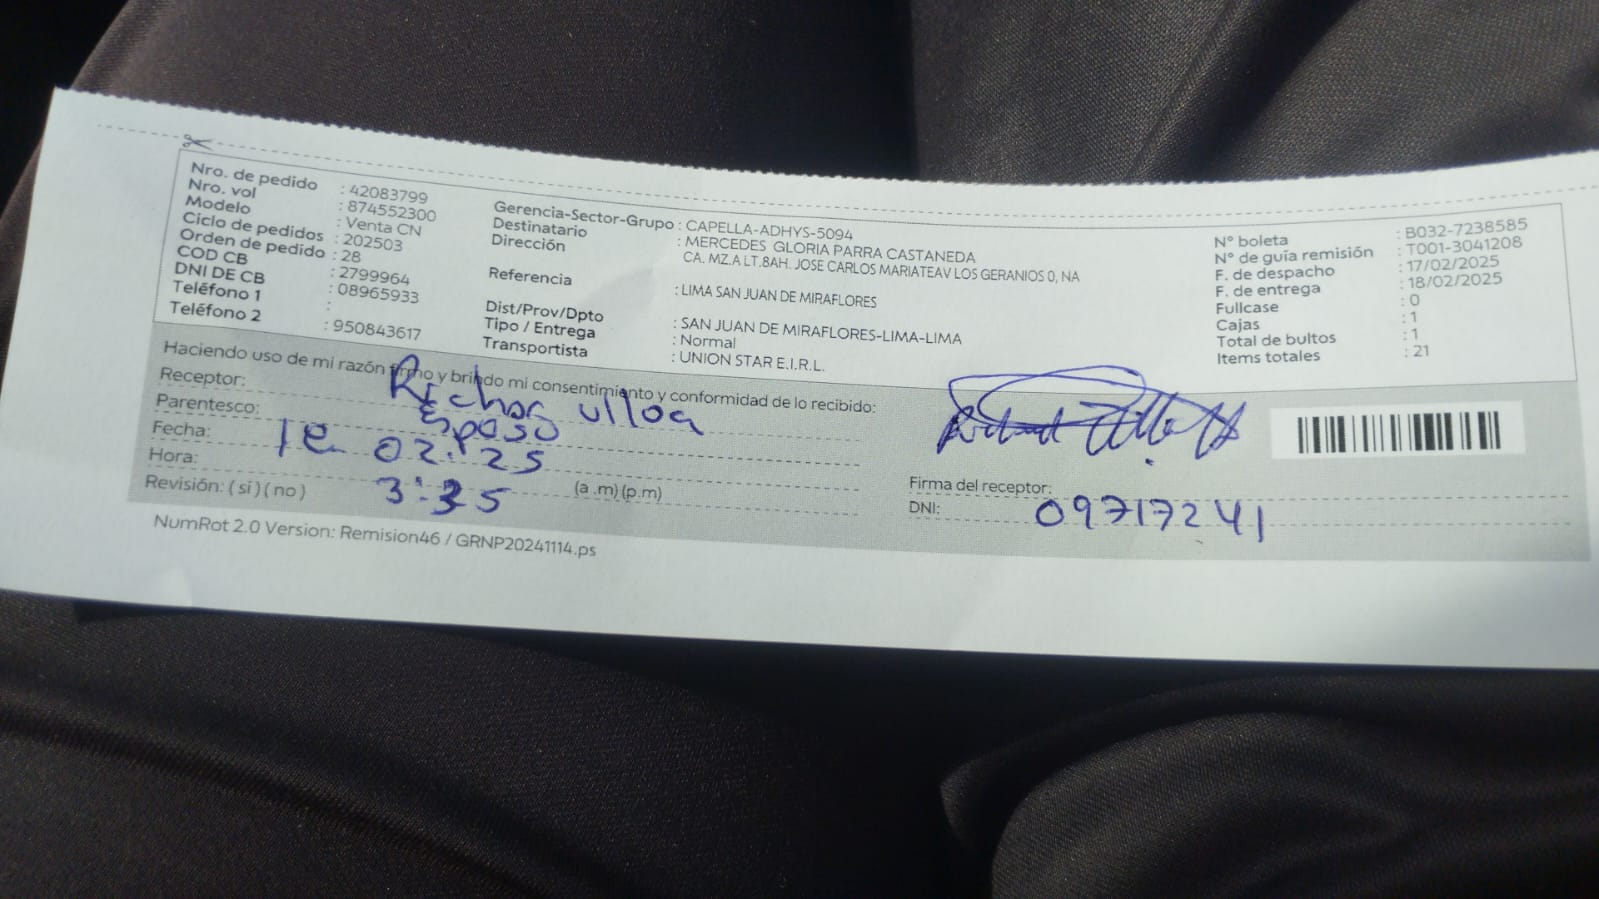 Nro. de pedido : 42083799
Nro. vol : 874552300
Modelo : Venta CN
Ciclo de pedidos : 202503
Orden de pedido : 28
COD CB : 2799964
DNI DE CB : 08965933
Teléfono 1 :
Teléfono 2 : 950843617
Gerencia-Sector-Grupo : CAPELLA-ADHYS-5094
Destinatario : MERCEDES GLORIA PARRA CASTANEDA
Dirección CA. MZ.A LT.8AH. JOSE CARLOS MARIATEAV LOS GERANIOS 0, NA
Referencia : LIMA SAN JUAN DE MIRAFLORES
Dist/Prov/Dpto : SAN JUAN DE MIRAFLORES-LIMA-LIMA
Tipo / Entrega : Normal
Transportista : UNION STAR E.I.R.L.
N° boleta : B032-7238585
N° de guía remisión : T001-3041208
F. de despacho : 17/02/2025
F. de entrega : 18/02/2025
Fullcase : 0
Cajas : 1
Total de bultos : 1
Items totales : 21
Haciendo uso de mi razón firmo y brindo mi consentimiento y conformidad de lo recibido:
Receptor: ulloa
Parentesco: Esposo
Fecha: 02. 25
Hora: 3:35 (a .m) (p.m)
Revisión: ( si ) ( no )
Firma del receptor:
DNI: 09717241
NumRot 2.0 Version: Remision46 / GRNP20241114.ps